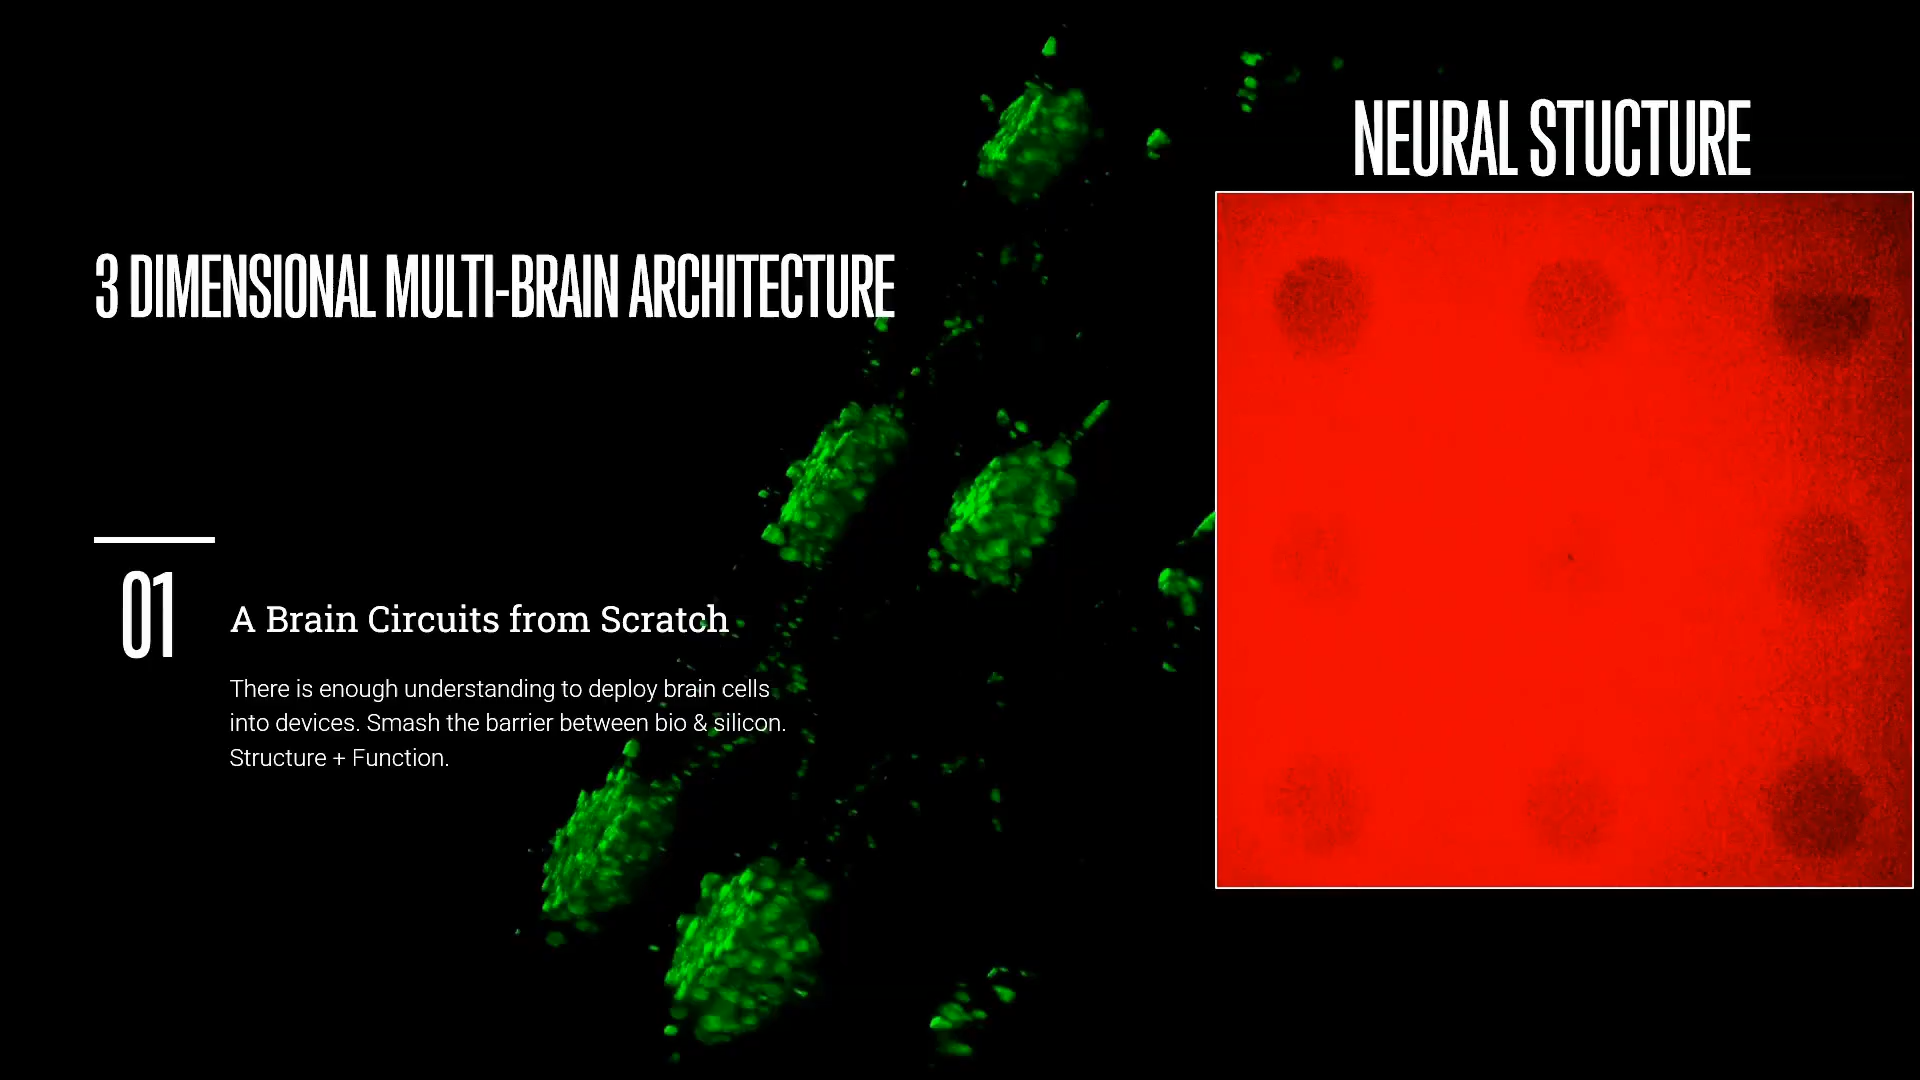 NEURAL STUCTURE
3 DIMENSIONAL MULTI-BRAIN ARCHITECTURE
01
A Brain Circuits from Scratch
There is enough understanding to deploy brain cells
into devices. Smash the barrier between bio & silicon.
Structure + Function.